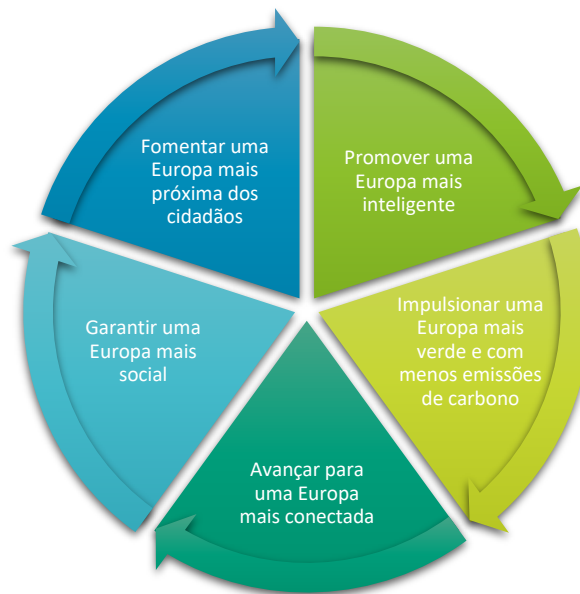 Promover uma
Europa mais
inteligente
Impulsionar uma
Europa mais
verde e com
menos emissões
de carbono
Avançar para
uma Europa
mais conectada
Garantir uma
Europa mais
social
Fomentar uma
Europa mais
próxima dos
cidadãos